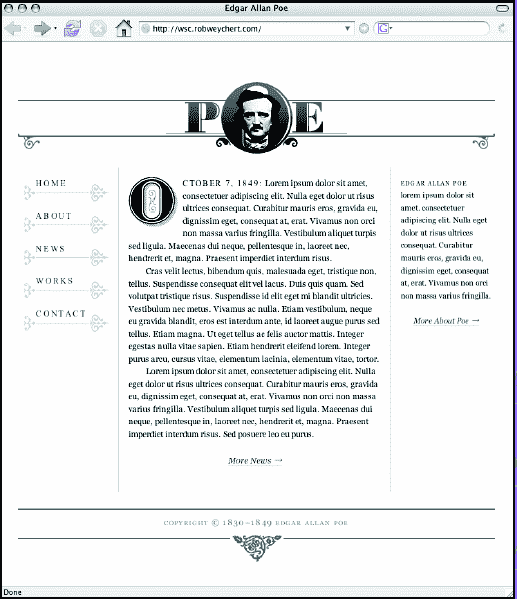 Edgar Allan Poe
http://wsc.robweychert.com/
G
P E
HOME
ABOUT
NEWS
WORKS
CONTACT
OCTOBER 7, 1849: Lorem ipsum dolor sit amet,
consectetuer adipiscing elit. Nulla eget dolor ut risus
ultrices consequat. Curabitur mauris eros, gravida eu,
dignissim eget, consequat at, erat. Vivamus non orci
non massa varius fringilla. Vestibulum aliquet turpis
sed ligula. Maecenas dui neque, pellentesque in, laoreet nec,
hendrerit et, magna. Praesent imperdiet interdum risus.
Cras velit lectus, bibendum quis, malesuada eget, tristique non,
tellus. Suspendisse consequat elit vel lacus. Duis quis quam. Sed
volutpat tristique risus. Suspendisse id elit eget mi blandit ultricies.
Vestibulum nec metus. Vivamus ac nulla. Etiam vestibulum, neque
eu gravida blandit, eros est interdum ante, id laoreet augue purus sed
tellus. Etiam magna. Ut eget tellus ac felis auctor mattis. Integer
egestas nulla vitae sapien. Etiam hendrerit eleifend lorem. Integer
purus arcu, cursus vitae, elementum lacinia, elementum vitae, tortor.
Lorem ipsum dolor sit amet, consectetuer adipiscing elit. Nulla
eget dolor ut risus ultrices consequat. Curabitur mauris eros, gravida
eu, dignissim eget, consequat at, erat. Vivamus non orci non massa
varius fringilla. Vestibulum aliquet turpis sed ligula. Maecenas dui
neque, pellentesque in, laoreet nec, hendrerit et, magna. Praesent
imperdiet interdum risus. Sed posuere leo eu purus.
More News →
EDGAR ALLAN POE
lorem ipsum dolor sit
amet, consectetuer
adipiscing elit. Nulla eget
dolor ut risus ultrices
consequat. Curabitur
mauris eros, gravida eu,
dignissim eget, consequat
at, erat. Vivamus non orci
non massa varius fringilla.
More About Poe →
COPYRIGHT © 1830–1849 EDGAR ALLAN POE
Done